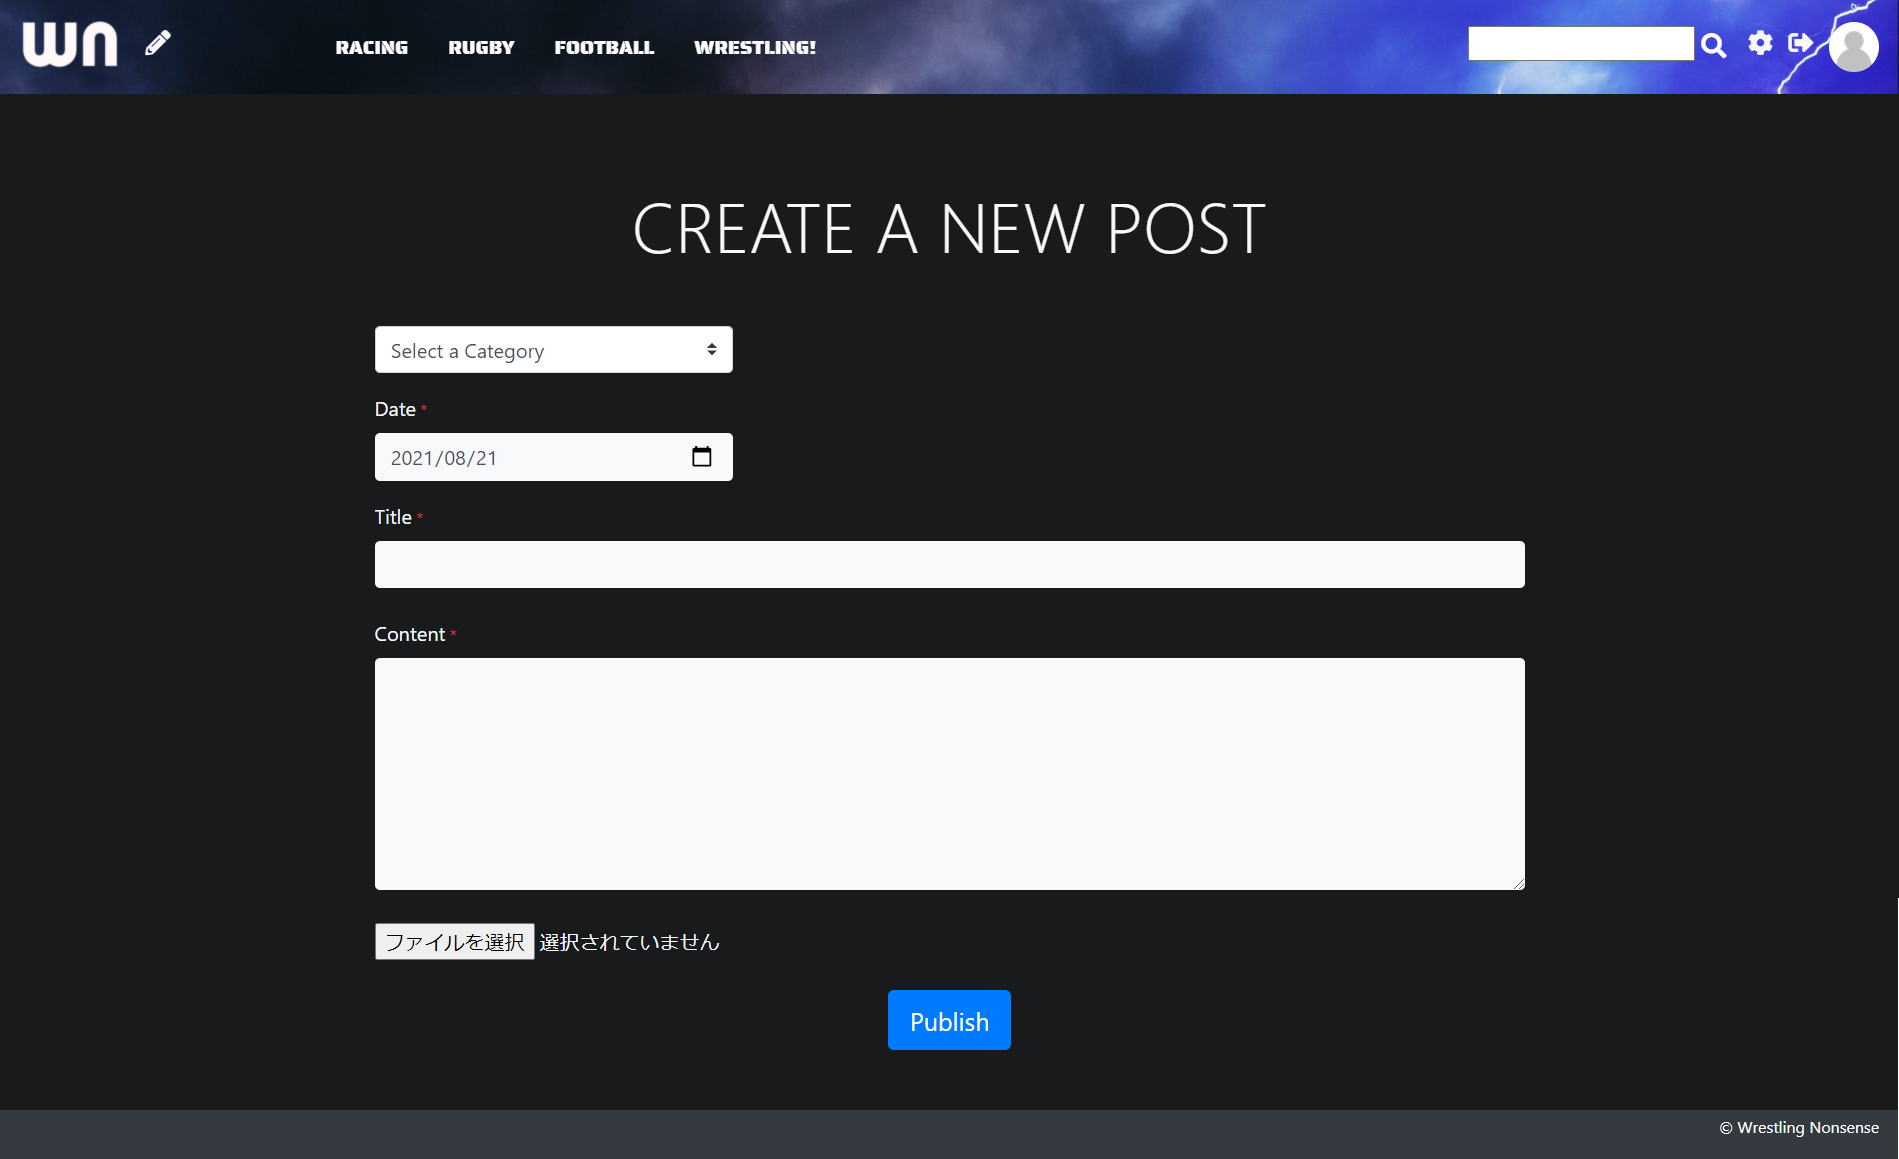 wn
RACING RUGBY FOOTBALL WRESTLING!
CREATE A NEW POST
Select a Category
Date *
2021/08/21
Title *
Content *
ファイルを選択 選択されていません
Publish
© Wrestling Nonsense